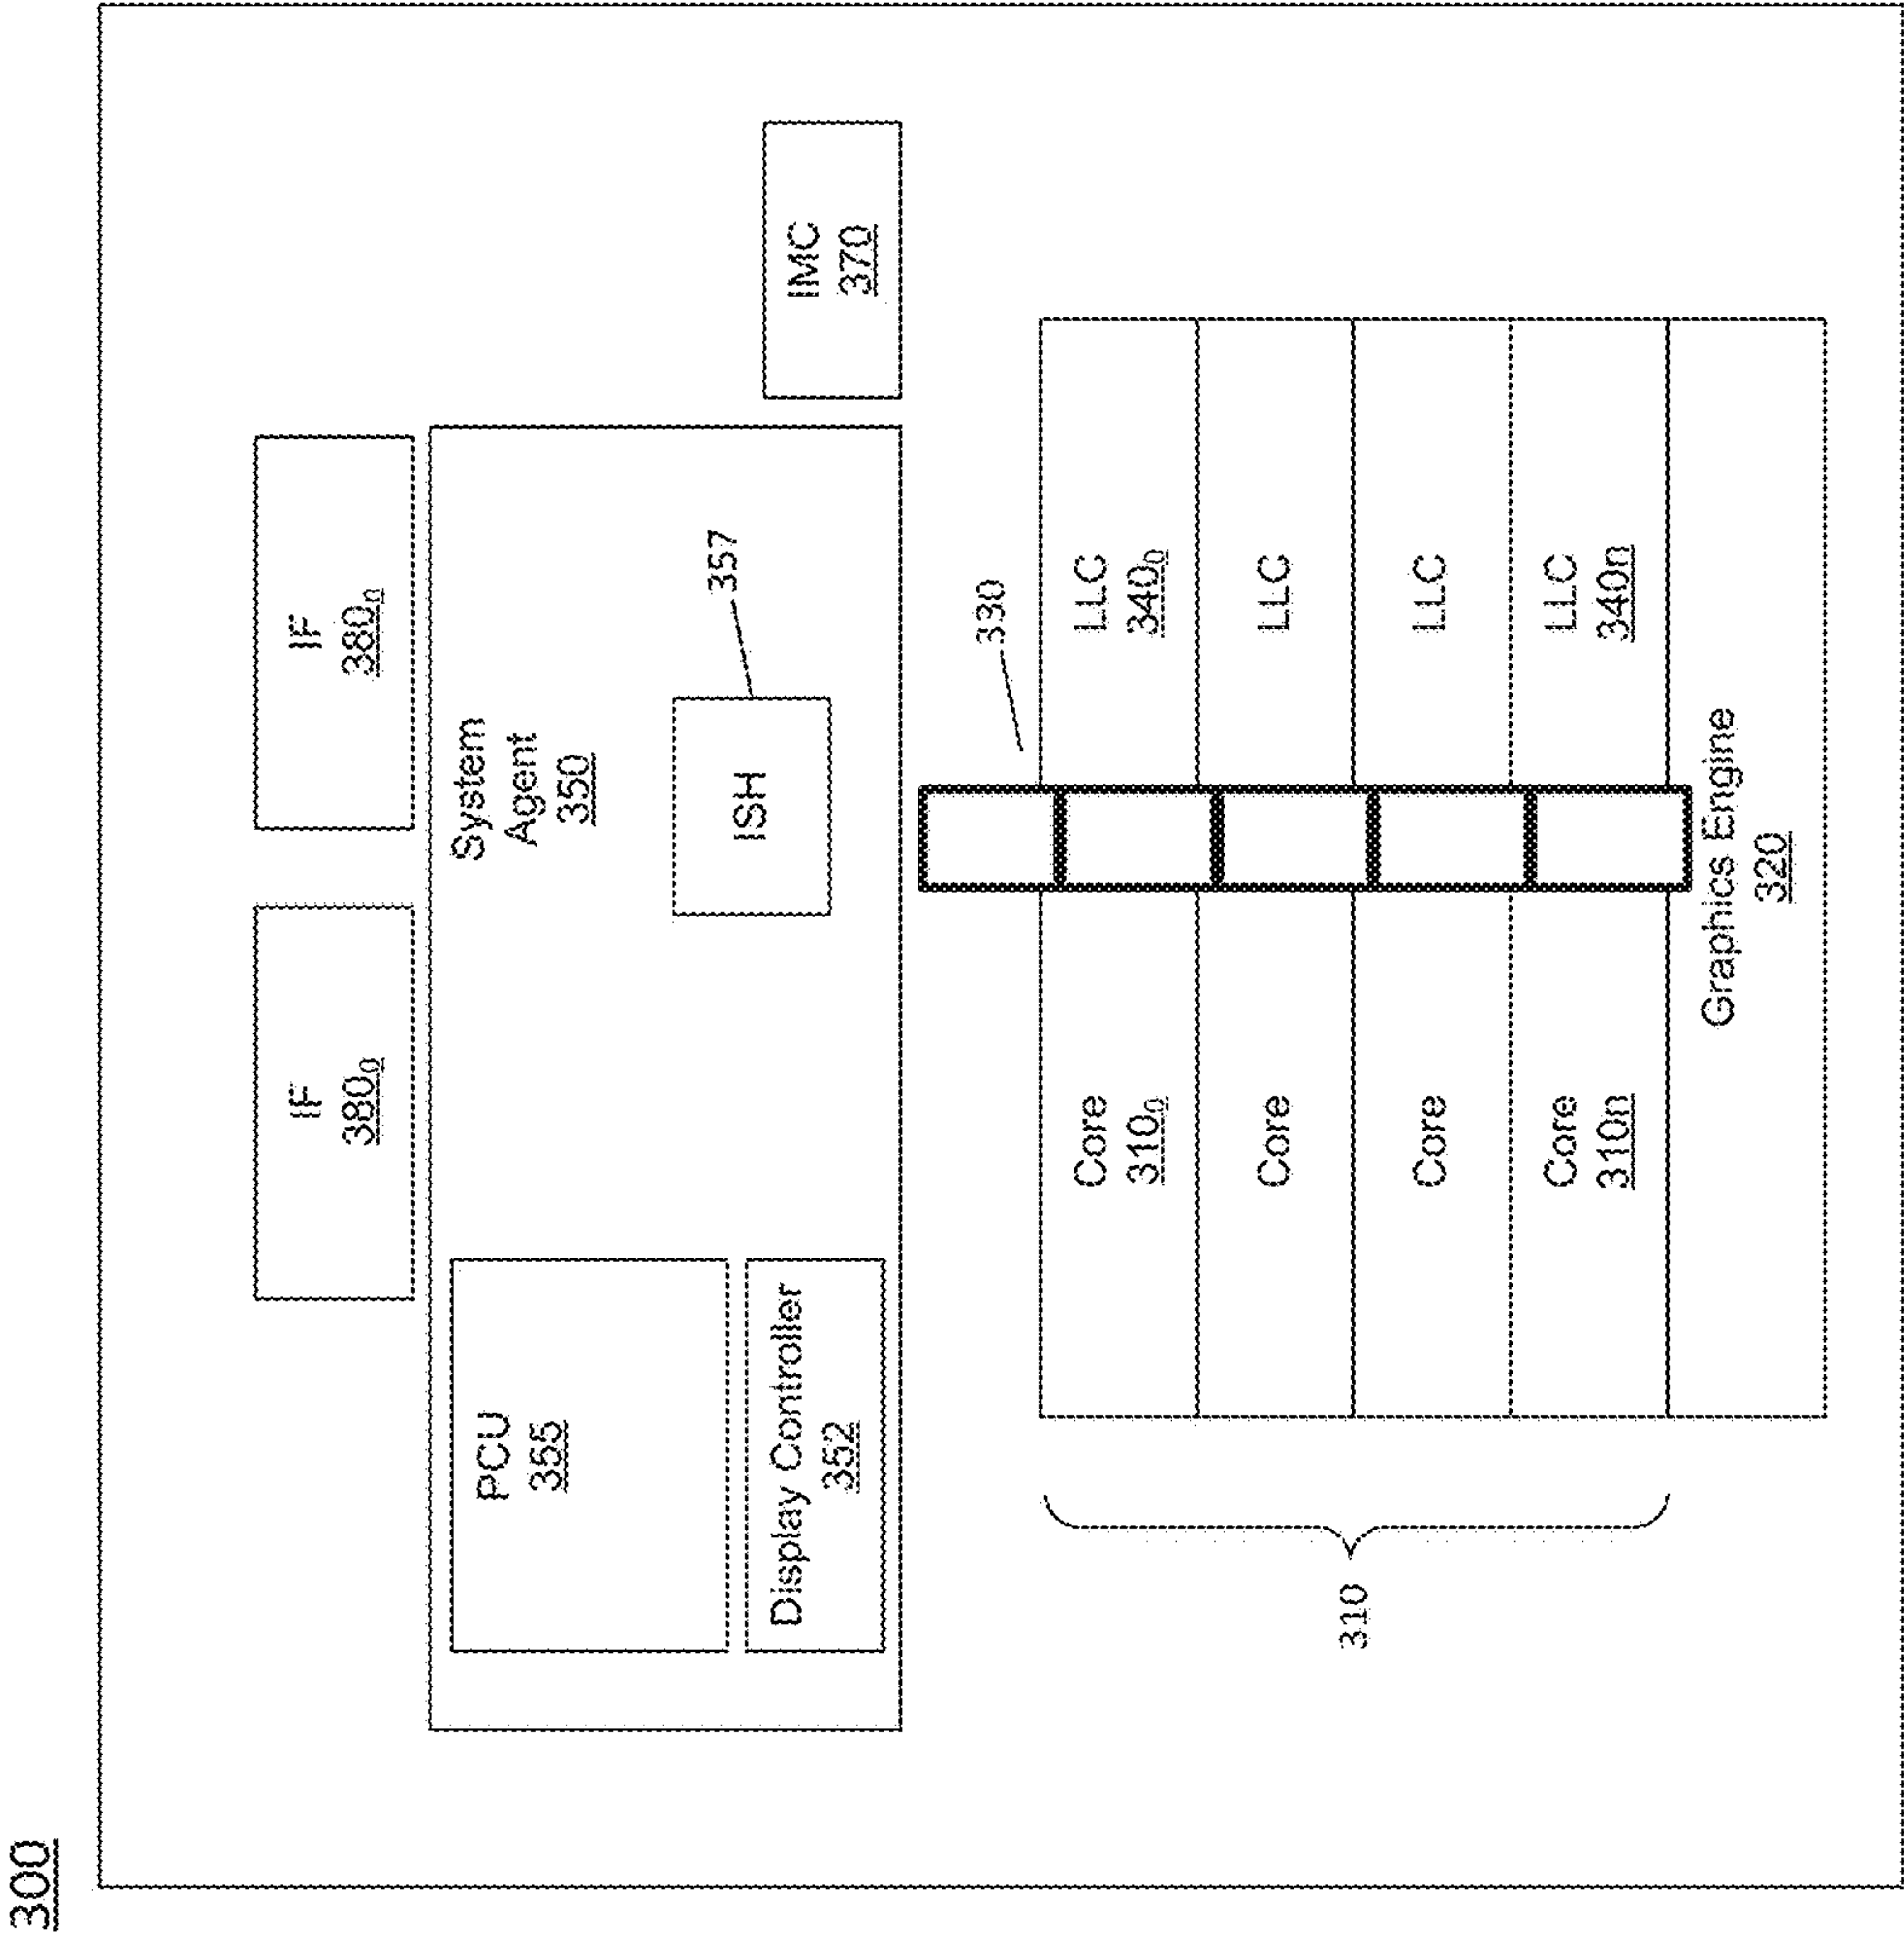 300
IF
380₀
IF
380ₙ
System
Agent
350
PCU
355
ISH
357
Display Controller
352
IMC
370
330
310
Core
310₀
LLC
340₀
Core
LLC
Core
LLC
Core
310n
LLC
340n
Graphics Engine
320